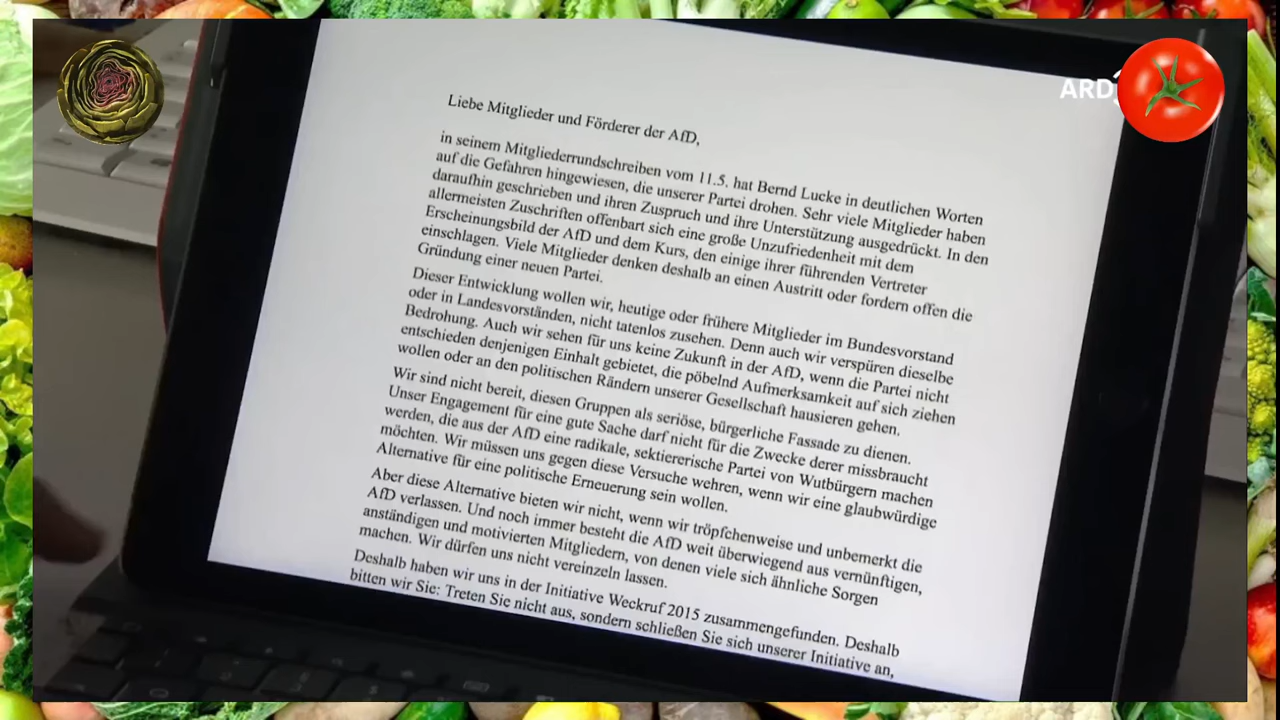 ARD
Liebe Mitglieder und Förderer der AfD,
in seinem Mitgliederrundschreiben vom 11.5. hat Bernd Lucke in deutlichen Worten
auf die Gefahren hingewiesen, die unserer Partei drohen. Sehr viele Mitglieder haben
daraufhin geschrieben und ihren Zuspruch und ihre Unterstützung ausgedrückt. In den
allermeisten Zuschriften offenbart sich eine große Unzufriedenheit mit dem
Erscheinungsbild der AfD und dem Kurs, den einige ihrer führenden Vertreter
einschlagen. Viele Mitglieder denken deshalb an einen Austritt oder fordern offen die
Gründung einer neuen Partei.
Dieser Entwicklung wollen wir, heutige oder frühere Mitglieder im Bundesvorstand
oder in Landesvorständen, nicht tatenlos zusehen. Denn auch wir verspüren dieselbe
Bedrohung. Auch wir sehen für uns keine Zukunft in der AfD, wenn die Partei nicht
entschieden denjenigen Einhalt gebietet, die pöbelnd Aufmerksamkeit auf sich ziehen
wollen oder an den politischen Rändern unserer Gesellschaft hausieren gehen.
Wir sind nicht bereit, diesen Gruppen als seriöse, bürgerliche Fassade zu dienen.
Unser Engagement für eine gute Sache darf nicht für die Zwecke derer missbraucht
werden, die aus der AfD eine radikale, sektiererische Partei von Wutbürgern machen
möchten. Wir müssen uns gegen diese Versuche wehren, wenn wir eine glaubwürdige
Alternative für eine politische Erneuerung sein wollen.
Aber diese Alternative bieten wir nicht, wenn wir tröpfchenweise und unbemerkt die
AfD verlassen. Und noch immer besteht die AfD weit überwiegend aus vernünftigen,
anständigen und motivierten Mitgliedern, von denen viele sich ähnliche Sorgen
machen. Wir dürfen uns nicht vereinzeln lassen.
Deshalb haben wir uns in der Initiative Weckruf 2015 zusammengefunden. Deshalb
bitten wir Sie: Treten Sie nicht aus, sondern schließen Sie sich unserer Initiative an,